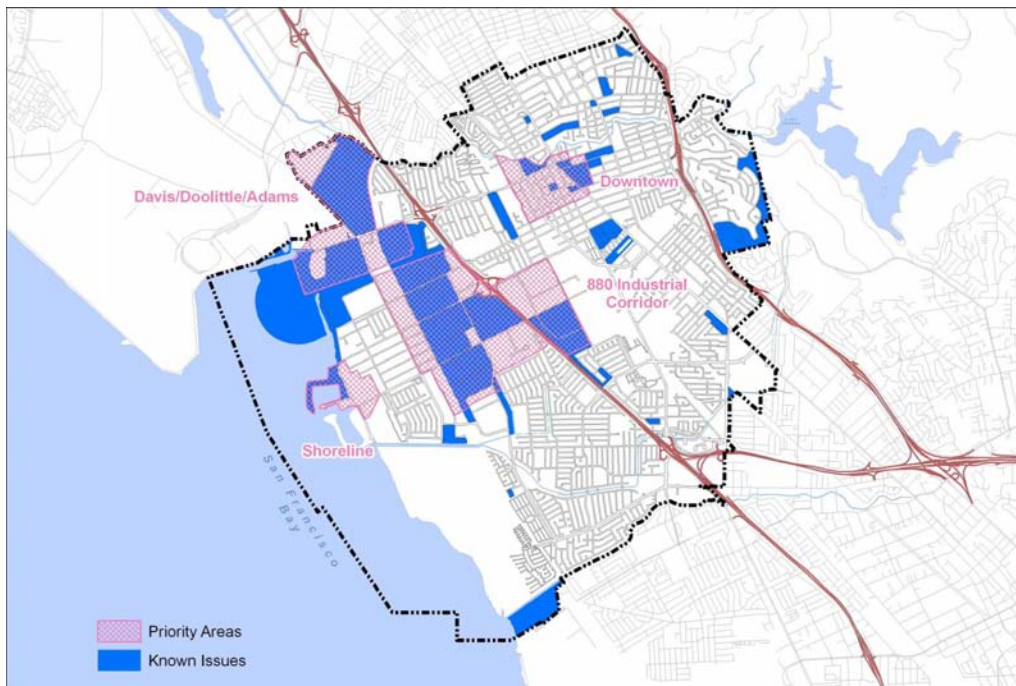 Davis/Doolittle/Adams
Downtown
880 Industrial
Corridor
Shoreline
San Francisco
Bay
Priority Areas
Known Issues